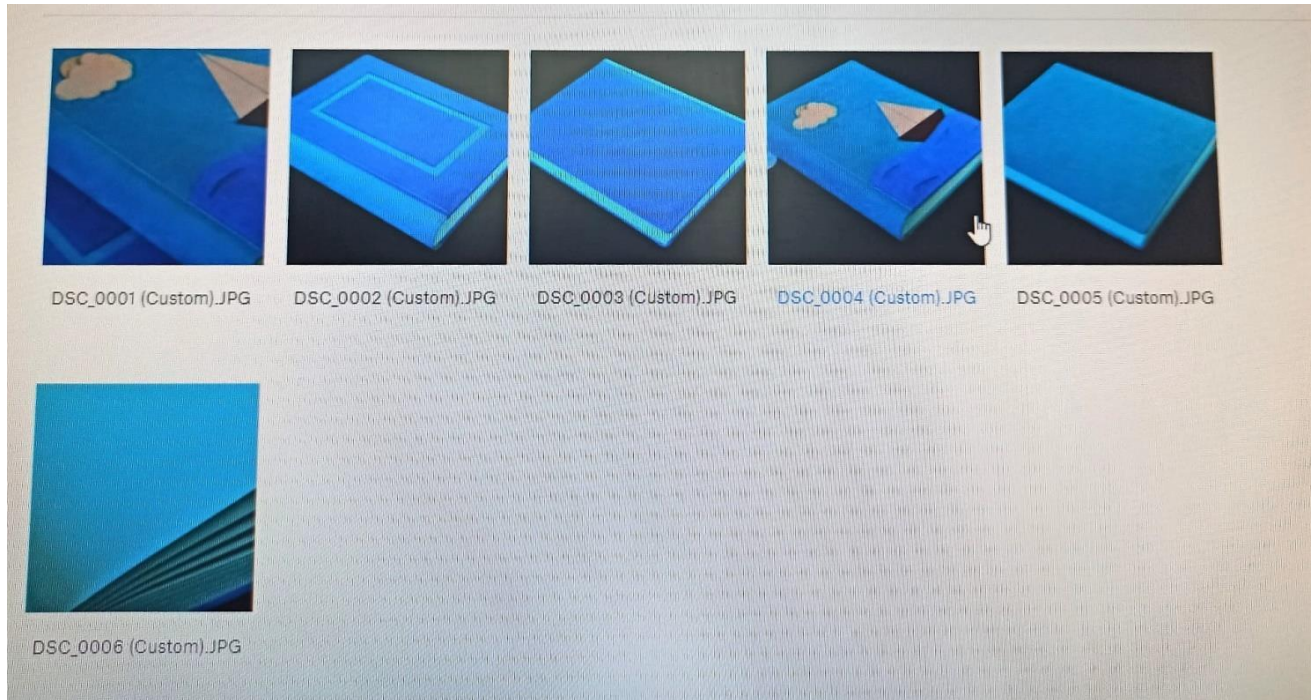 DSC_0001 (Custom).JPG
DSC_0002 (Custom).JPG
DSC_0003 (Custom).JPG
DSC_0004 (Custom).JPG
DSC_0005 (Custom).JPG
DSC_0006 (Custom).JPG